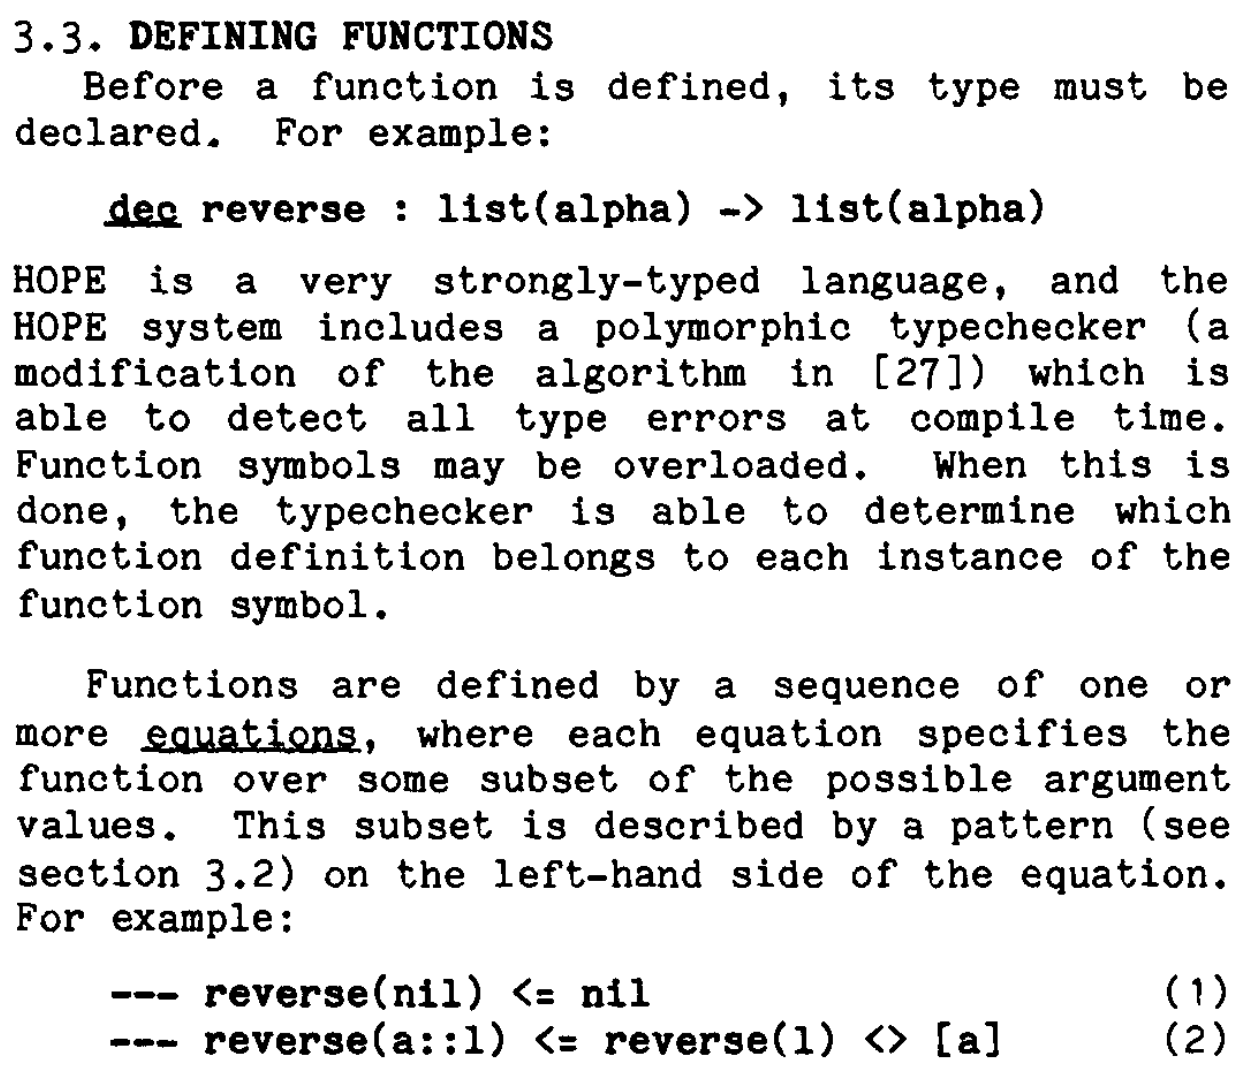 3.3. DEFINING FUNCTIONS
Before a function is defined, its type must be
declared. For example:
dec reverse : list(alpha) -> list(alpha)
HOPE is a very strongly-typed language, and the
HOPE system includes a polymorphic typechecker (a
modification of the algorithm in [27]) which is
able to detect all type errors at compile time.
Function symbols may be overloaded. When this is
done, the typechecker is able to determine which
function definition belongs to each instance of the
function symbol.
Functions are defined by a sequence of one or
more equations, where each equation specifies the
function over some subset of the possible argument
values. This subset is described by a pattern (see
section 3.2) on the left-hand side of the equation.
For example:
--- reverse(nil) <= nil (1)
--- reverse(a::l) <= reverse(l) <> [a] (2)